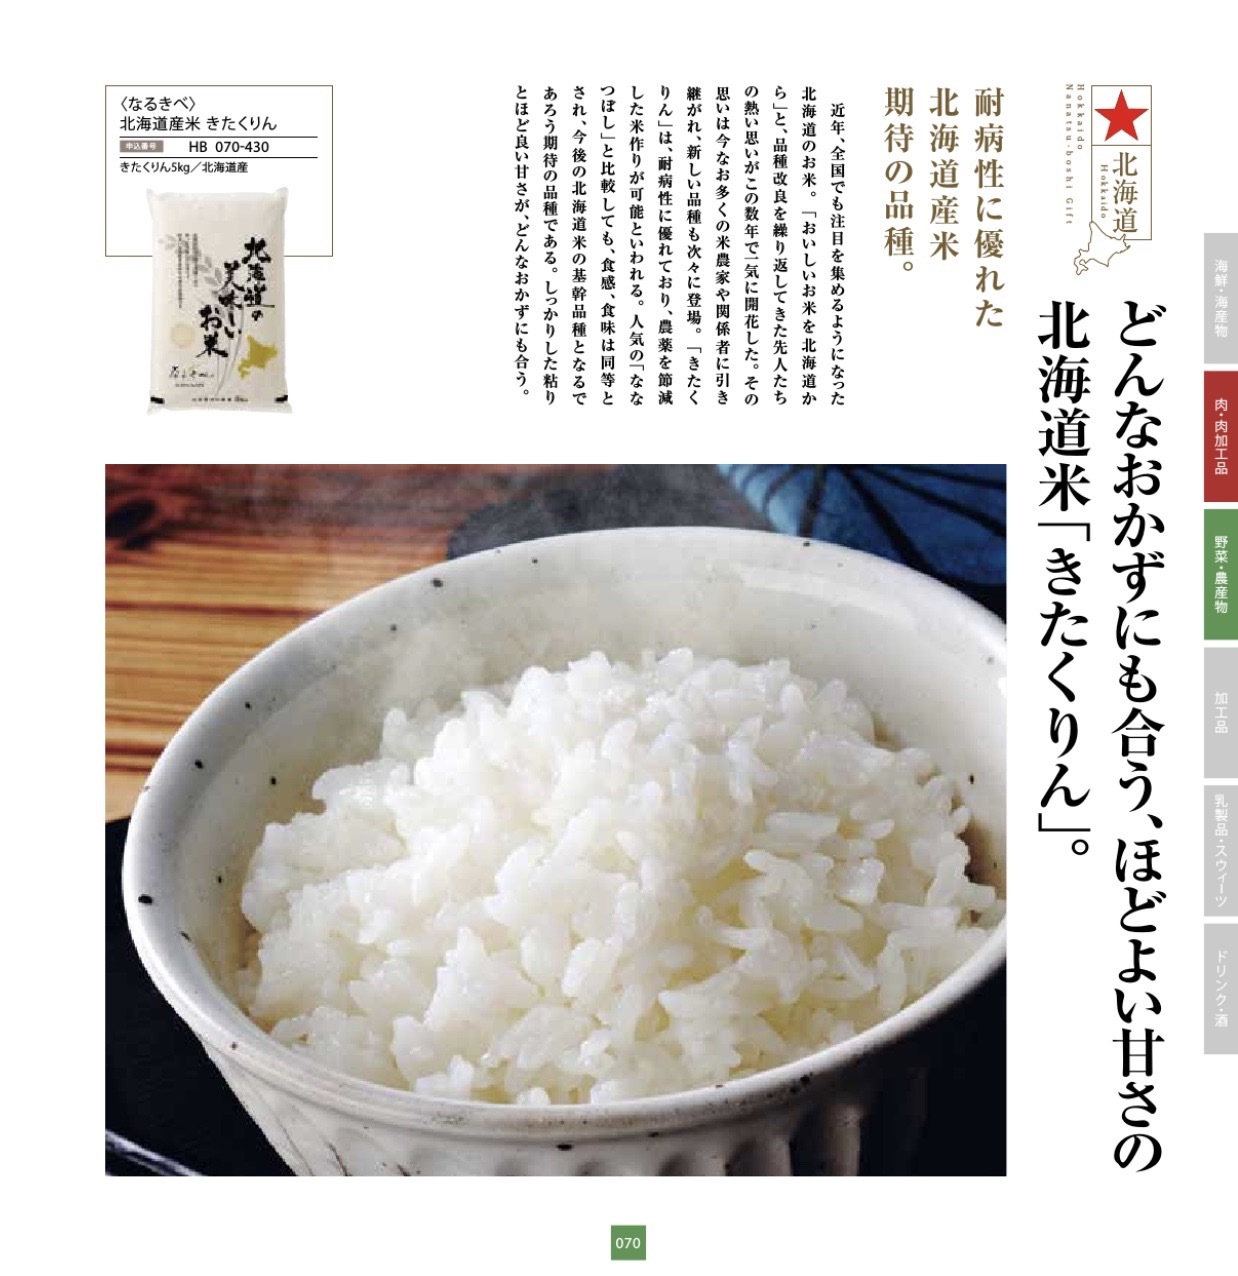 北海道
Hokkaido
Hokkaido
Nanatsu-boshi Gift
どんなおかずにも合う、ほどよい甘さの
北海道米「きたくりん」。
耐病性に優れた
北海道産米
期待の品種。
近年、全国でも注目を集めるようになった
北海道のお米。「おいしいお米を北海道か
ら」と、品種改良を繰り返してきた先人たち
の熱い思いがこの数年で一気に開花した。その
思いは今なお多くの米農家や関係者に引き
継がれ、新しい品種も次々に登場。「きたく
りん」は、耐病性に優れており、農薬を節減
した米作りが可能といわれる。人気の「なな
つぼし」と比較しても、食感、食味は同等と
され、今後の北海道米の基幹品種となるで
あろう期待の品種である。しっかりした粘り
とほど良い甘さが、どんなおかずにも合う。
〈なるきべ〉
北海道産米 きたくりん
申込番号 HB 070-430
きたくりん5kg／北海道産
北海道の
美味しい
お米
海鮮・海産物
肉・肉加工品
野菜・農産物
加工品
乳製品・スウィーツ
ドリンク・酒
070